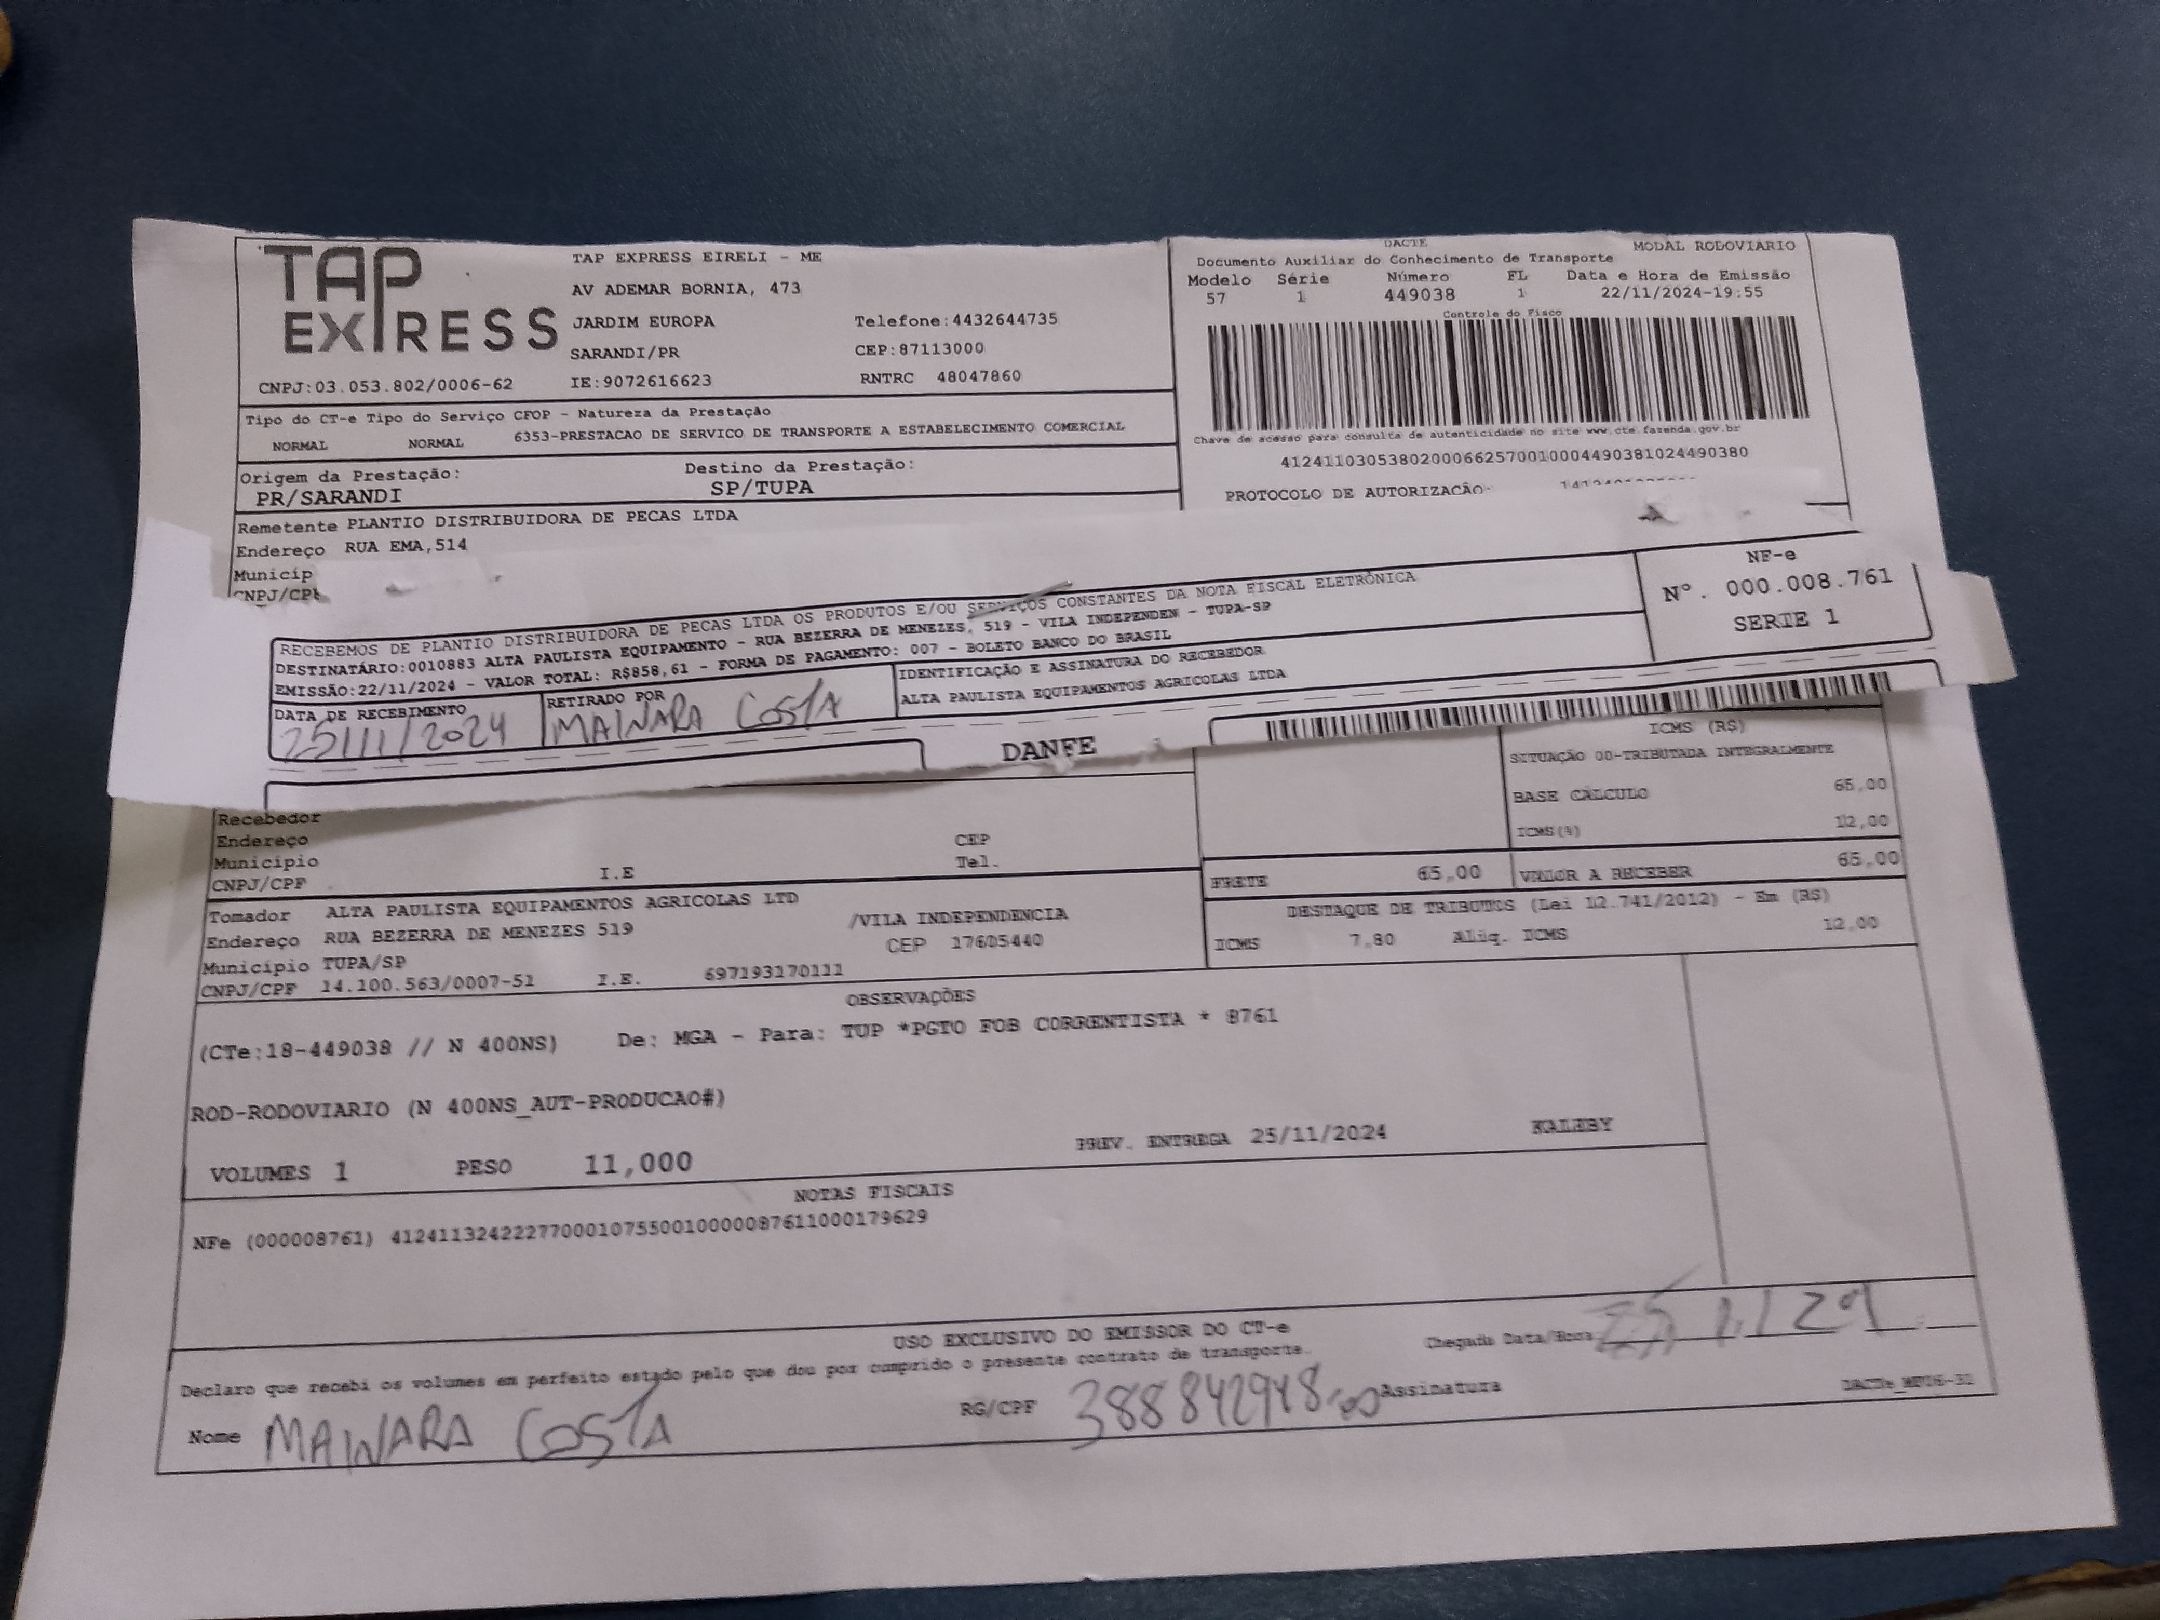 TAP EXPRESS
TAP EXPRESS EIRELI - ME
AV ADEMAR BORNIA, 473
JARDIM EUROPA Telefone:4432644735
SARANDI/PR CEP:87113000
CNPJ:03.053.802/0006-62 IE:9072616623 RNTRC 48047860
DACTE MODAL RODOVIARIO
Documento Auxiliar do Conhecimento de Transporte
Modelo Série Número FL Data e Hora de Emissão
57 1 449038 1 22/11/2024-19:55
Controle do Fisco
Chave de acesso para consulta de autenticidade no site www.cte.fazenda.gov.br
41241103053802000662570010004490381024490380
PROTOCOLO DE AUTORIZACÃO:
Tipo do CT-e Tipo do Serviço CFOP - Natureza da Prestação
NORMAL NORMAL 6353-PRESTACAO DE SERVICO DE TRANSPORTE A ESTABELECIMENTO COMERCIAL
Origem da Prestação: Destino da Prestação:
PR/SARANDI SP/TUPA
Remetente PLANTIO DISTRIBUIDORA DE PECAS LTDA
Endereço RUA EMA,514
Municíp
CNPJ/CPF
RECEBEMOS DE PLANTIO DISTRIBUIDORA DE PECAS LTDA OS PRODUTOS E/OU SERVIÇOS CONSTANTES DA NOTA FISCAL ELETRÔNICA
DESTINATÁRIO:0010883 ALTA PAULISTA EQUIPAMENTO - RUA BEZERRA DE MENEZES, 519 - VILA INDEPENDEN - TUPA-SP
EMISSÃO:22/11/2024 - VALOR TOTAL: R$858,61 - FORMA DE PAGAMENTO: 007 - BOLETO BANCO DO BRASIL
NF-e
Nº. 000.008.761
SERIE 1
DATA DE RECEBIMENTO RETIRADO POR IDENTIFICAÇÃO E ASSINATURA DO RECEBEDOR
25/11/2024 MAINARA COSTA ALTA PAULISTA EQUIPAMENTOS AGRICOLAS LTDA
DANFE
ICMS (R$)
SITUAÇÃO 00-TRIBUTADA INTEGRALMENTE
BASE CÁLCULO 65,00
ICMS(%) 12,00
FRETE 65,00 VALOR A RECEBER 65,00
DESTAQUE DE TRIBUTOS (Lei 12.741/2012) - Em (R$)
ICMS 7,80 Alíq. ICMS 12,00
Recebedor
Endereço CEP
Município Tel.
CNPJ/CPF I.E
Tomador ALTA PAULISTA EQUIPAMENTOS AGRICOLAS LTD
Endereço RUA BEZERRA DE MENEZES 519 /VILA INDEPENDENCIA
Município TUPA/SP CEP 17605440
CNPJ/CPF 14.100.563/0007-51 I.E. 697193170111
OBSERVAÇÕES
(CTe:18-449038 // N 400NS) De: MGA - Para: TUP *PGTO FOB CORRENTISTA * 8761
ROD-RODOVIARIO (N 400NS_AUT-PRODUCAO#)
VOLUMES 1 PESO 11,000 PREV. ENTREGA 25/11/2024 KALEBY
NOTAS FISCAIS
NFe (000008761) 41241132422277000107550010000087611000179629
USO EXCLUSIVO DO EMISSOR DO CT-e
Declaro que recebi os volumes em perfeito estado pelo que dou por cumprido o presente contrato de transporte.
Chegada Data/Hora
Nome MAINARA COSTA RG/CPF Assinatura